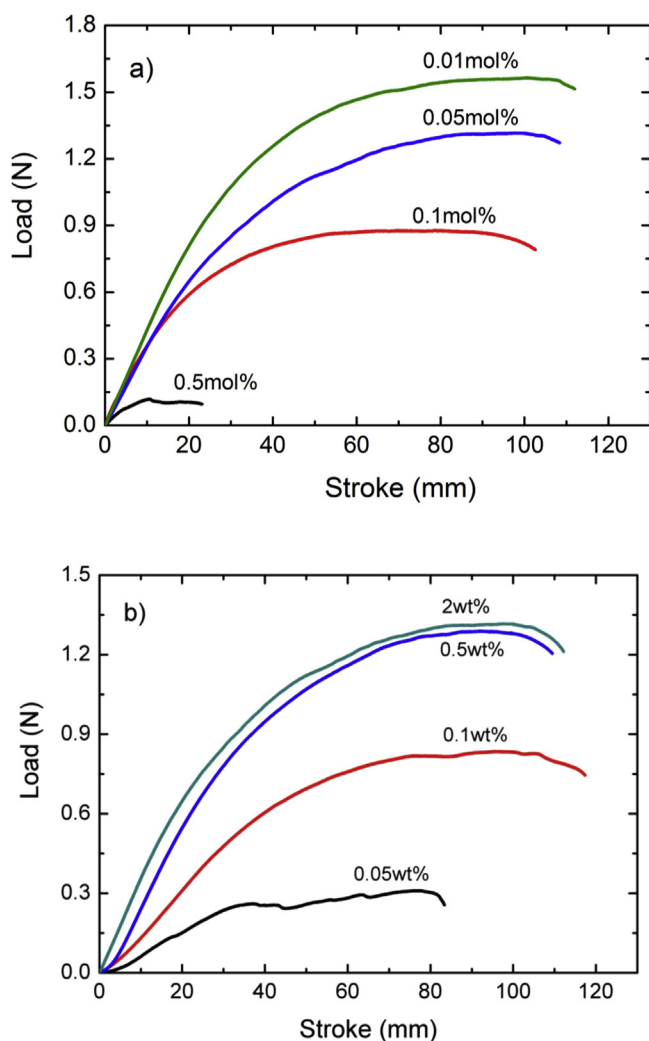 a)
1.8
1.5
1.2
0.9
0.6
0.3
0.0
Load (N)
0.01mol%
0.05mol%
0.1mol%
0.5mol%
0 20 40 60 80 100 120
Stroke (mm)
b)
1.5
1.2
0.9
0.6
0.3
0.0
Load (N)
2wt%
0.5wt%
0.1wt%
0.05wt%
0 20 40 60 80 100 120
Stroke (mm)